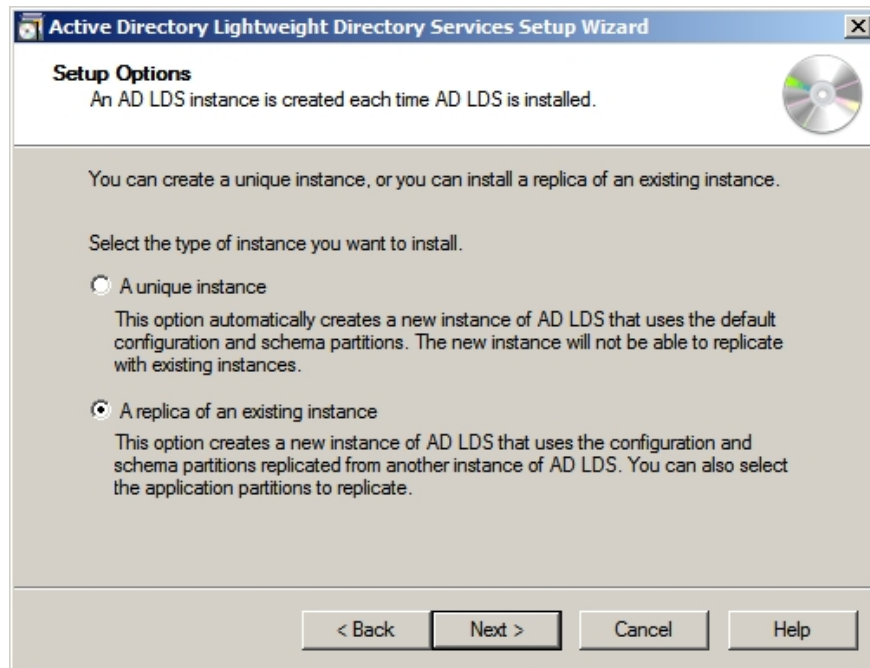 Active Directory Lightweight Directory Services Setup Wizard
Setup Options
An AD LDS instance is created each time AD LDS is installed.
You can create a unique instance, or you can install a replica of an existing instance.
Select the type of instance you want to install.
A unique instance
This option automatically creates a new instance of AD LDS that uses the default
configuration and schema partitions. The new instance will not be able to replicate
with existing instances.
A replica of an existing instance
This option creates a new instance of AD LDS that uses the configuration and
schema partitions replicated from another instance of AD LDS. You can also select
the application partitions to replicate.
< Back
Next >
Cancel
Help